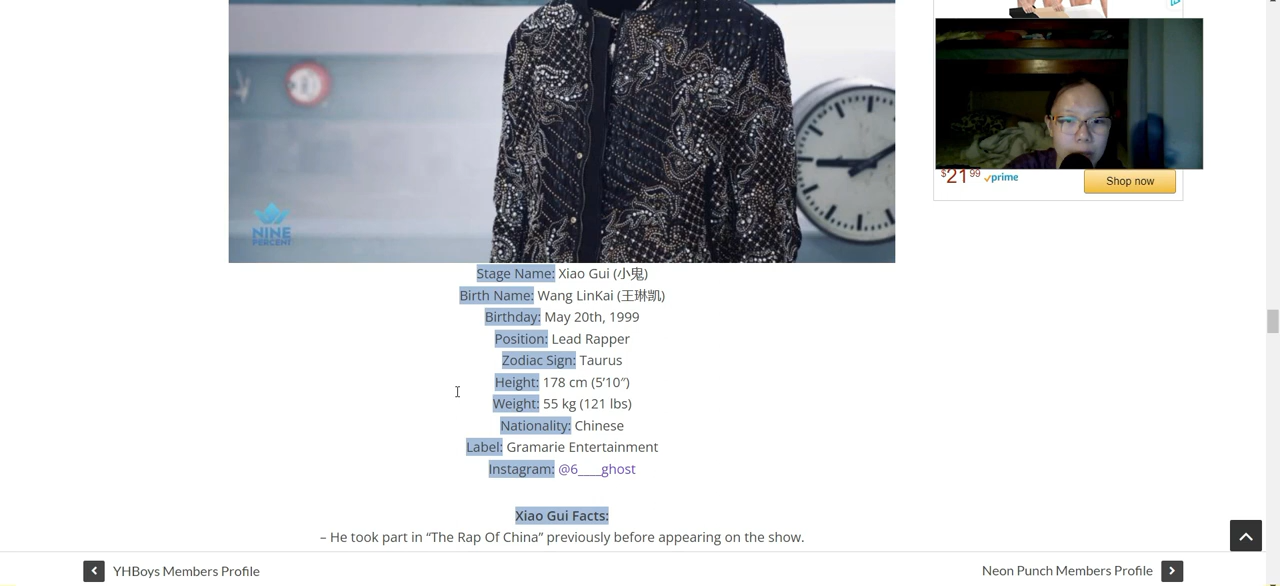 NINE
PERCENT
$21.99 prime
Shop now
Stage Name: Xiao Gui (小鬼)
Birth Name: Wang LinKai (王琳凯)
Birthday: May 20th, 1999
Position: Lead Rapper
Zodiac Sign: Taurus
Height: 178 cm (5’10″)
Weight: 55 kg (121 lbs)
Nationality: Chinese
Label: Gramarie Entertainment
Instagram: @6____ghost
Xiao Gui Facts:
– He took part in “The Rap Of China” previously before appearing on the show.
YHBoys Members Profile
Neon Punch Members Profile